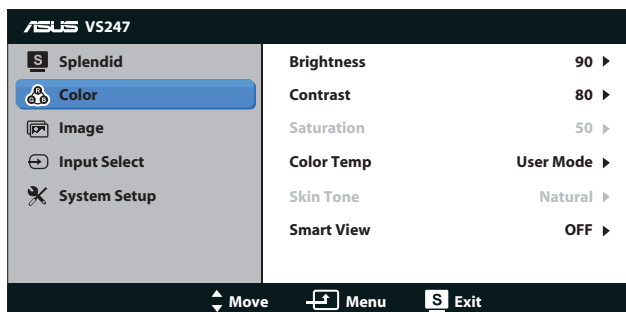 ASUS VS247
S Splendid
R G B Color
Image
Input Select
System Setup
Brightness 90
Contrast 80
Saturation 50
Color Temp User Mode
Skin Tone Natural
Smart View OFF
Move Menu S Exit